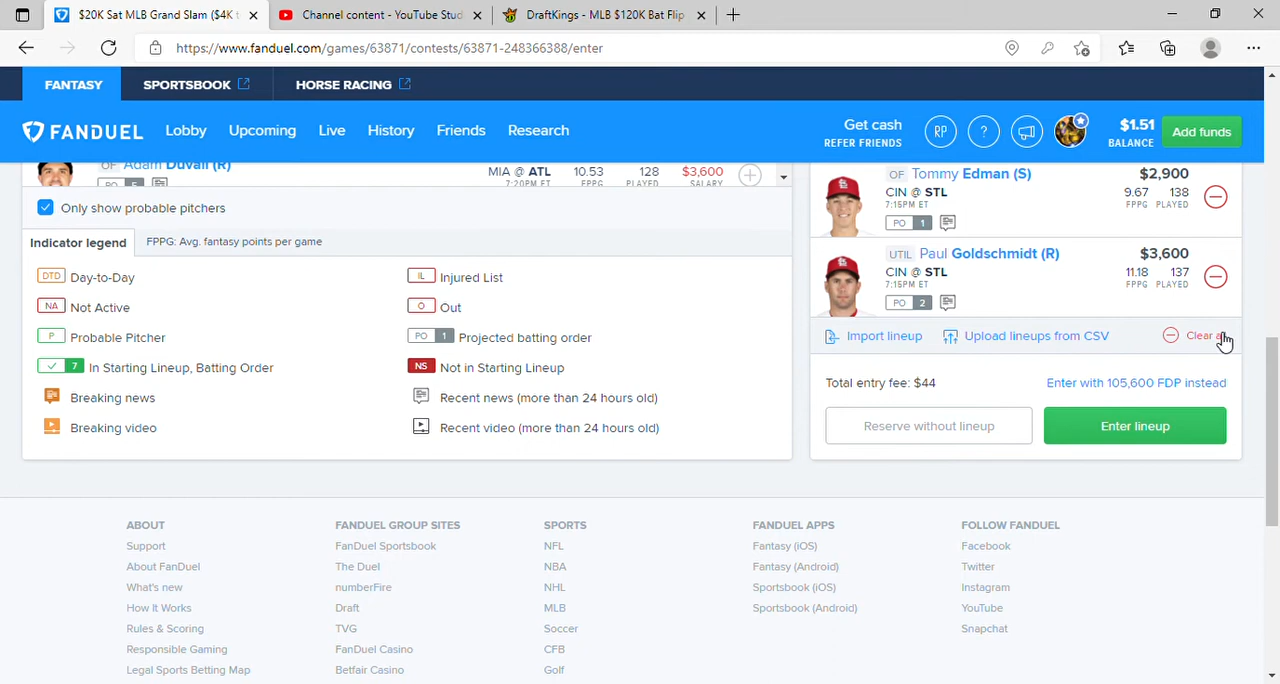 $20K Sat MLB Grand Slam ($4K t
Channel content - YouTube Stud
DraftKings - MLB $120K Bat Flip
https://www.fanduel.com/games/63871/contests/63871-248366388/enter
FANTASY SPORTSBOOK HORSE RACING
FANDUEL Lobby Upcoming Live History Friends Research
Get cash
REFER FRIENDS
RP
?
$1.51
BALANCE
Add funds
OF Adam Duvall (R)
PO 5
MIA @ ATL
7:20PM ET
10.53
FPPG
128
PLAYED
$3,600
SALARY
Only show probable pitchers
Indicator legend
FPPG: Avg. fantasy points per game
DTD Day-to-Day
IL Injured List
NA Not Active
O Out
P Probable Pitcher
PO 1 Projected batting order
7 In Starting Lineup, Batting Order
NS Not in Starting Lineup
Breaking news
Recent news (more than 24 hours old)
Breaking video
Recent video (more than 24 hours old)
OF Tommy Edman (S)
$2,900
CIN @ STL
9.67 138
7:15PM ET
FPPG PLAYED
PO 1
UTIL Paul Goldschmidt (R)
$3,600
CIN @ STL
11.18 137
7:15PM ET
FPPG PLAYED
PO 2
Import lineup
Upload lineups from CSV
Clear
Total entry fee: $44
Enter with 105,600 FDP instead
Reserve without lineup
Enter lineup
ABOUT
Support
About FanDuel
What's new
How It Works
Rules & Scoring
Responsible Gaming
Legal Sports Betting Map
FANDUEL GROUP SITES
FanDuel Sportsbook
The Duel
numberFire
Draft
TVG
FanDuel Casino
Betfair Casino
SPORTS
NFL
NBA
NHL
MLB
Soccer
CFB
Golf
FANDUEL APPS
Fantasy (iOS)
Fantasy (Android)
Sportsbook (iOS)
Sportsbook (Android)
FOLLOW FANDUEL
Facebook
Twitter
Instagram
YouTube
Snapchat